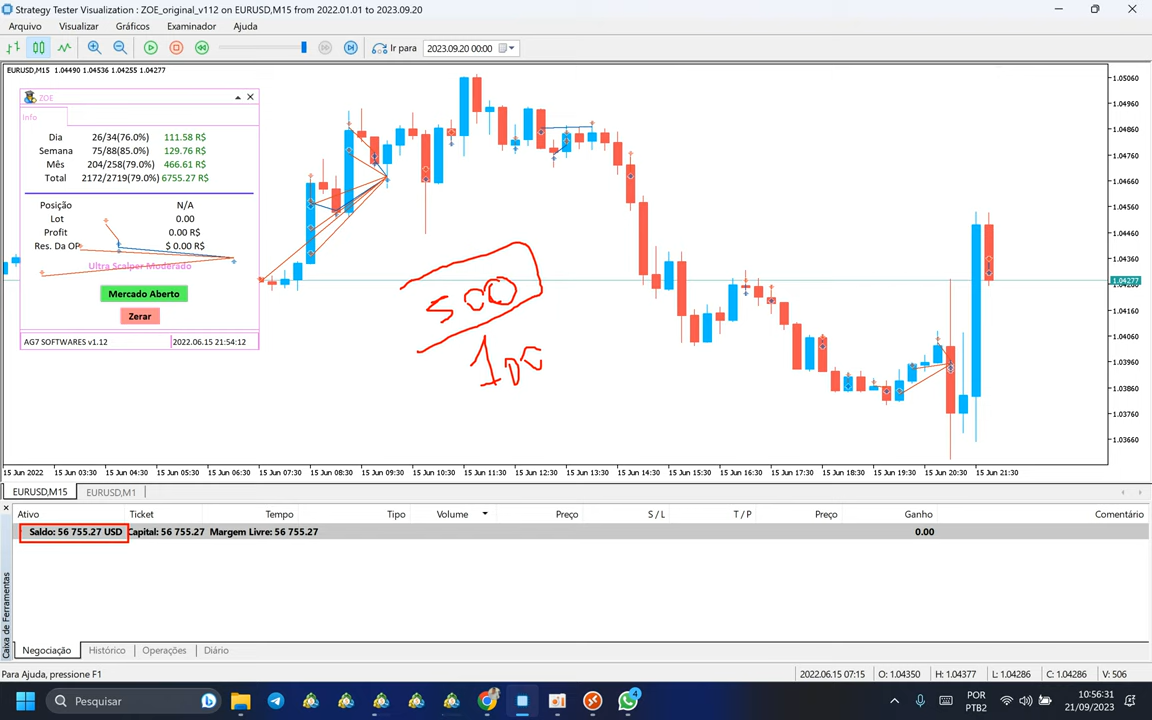 Strategy Tester Visualization : ZOE_original_v112 on EURUSD,M15 from 2022.01.01 to 2023.09.20
Arquivo Visualizar Gráficos Examinador Ajuda
Ir para 2023.09.20 00:00
EURUSD,M15 1.04490 1.04536 1.04255 1.04277
ZOE
Info
Dia 26/34(76.0%) 111.58 R$
Semana 75/88(85.0%) 129.76 R$
Mês 204/258(79.0%) 466.61 R$
Total 2172/2719(79.0%) 6755.27 R$
Posição N/A
Lot 0.00
Profit 0.00 R$
Res. Da OP: $ 0.00 R$
Ultra Scalper Moderado
Mercado Aberto
Zerar
AG7 SOFTWARES v1.12 2022.06.15 21:54:12
500
100
1.05060
1.04960
1.04860
1.04760
1.04660
1.04560
1.04460
1.04360
1.04277
1.04160
1.04060
1.03960
1.03860
1.03760
1.03660
15 Jun 2022 15 Jun 03:30 15 Jun 04:30 15 Jun 05:30 15 Jun 06:30 15 Jun 07:30 15 Jun 08:30 15 Jun 09:30 15 Jun 10:30 15 Jun 11:30 15 Jun 12:30 15 Jun 13:30 15 Jun 14:30 15 Jun 15:30 15 Jun 16:30 15 Jun 17:30 15 Jun 18:30 15 Jun 19:30 15 Jun 20:30 15 Jun 21:30
EURUSD,M15 EURUSD,M1
Ativo Ticket Tempo Tipo Volume Preço S / L T / P Preço Ganho Comentário
Saldo: 56 755.27 USD Capital: 56 755.27 Margem Livre: 56 755.27 0.00
Caixa de Ferramentas
Negociação Histórico Operações Diário
Para Ajuda, pressione F1 2022.06.15 07:15 O: 1.04350 H: 1.04377 L: 1.04286 C: 1.04286 V: 506
Pesquisar 4 POR PTB2 10:56:31 21/09/2023